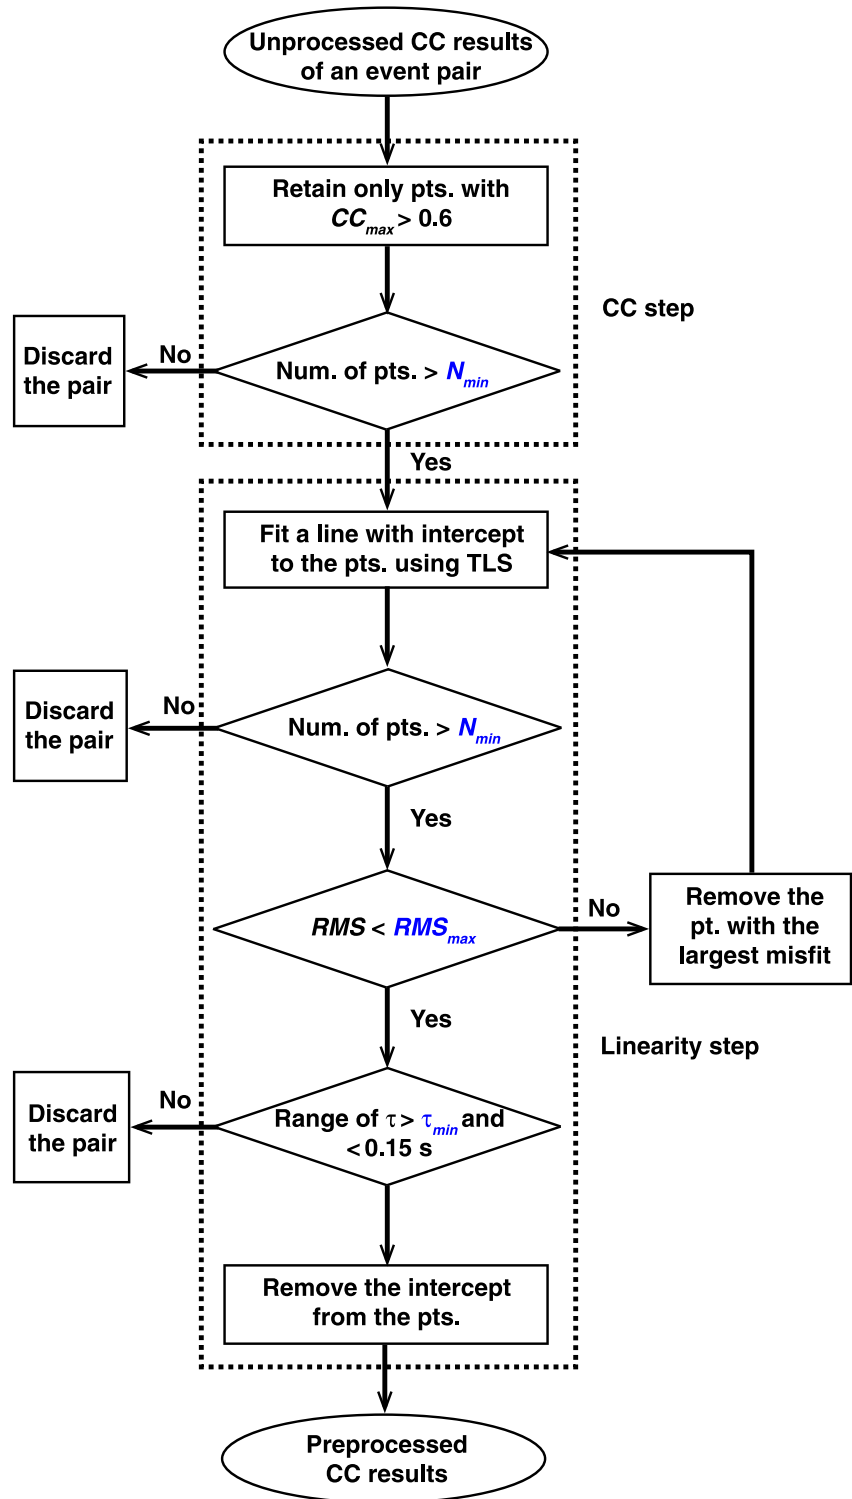 Unprocessed CC results
of an event pair
Retain only pts. with
CCmax > 0.6
CC step
Discard
the pair
No
Num. of pts. > Nmin
Yes
Fit a line with intercept
to the pts. using TLS
Discard
the pair
No
Num. of pts. > Nmin
Yes
RMS < RMSmax
No
Remove the
pt. with the
largest misfit
Yes
Linearity step
Discard
the pair
No
Range of τ > τmin and
< 0.15 s
Remove the intercept
from the pts.
Preprocessed
CC results